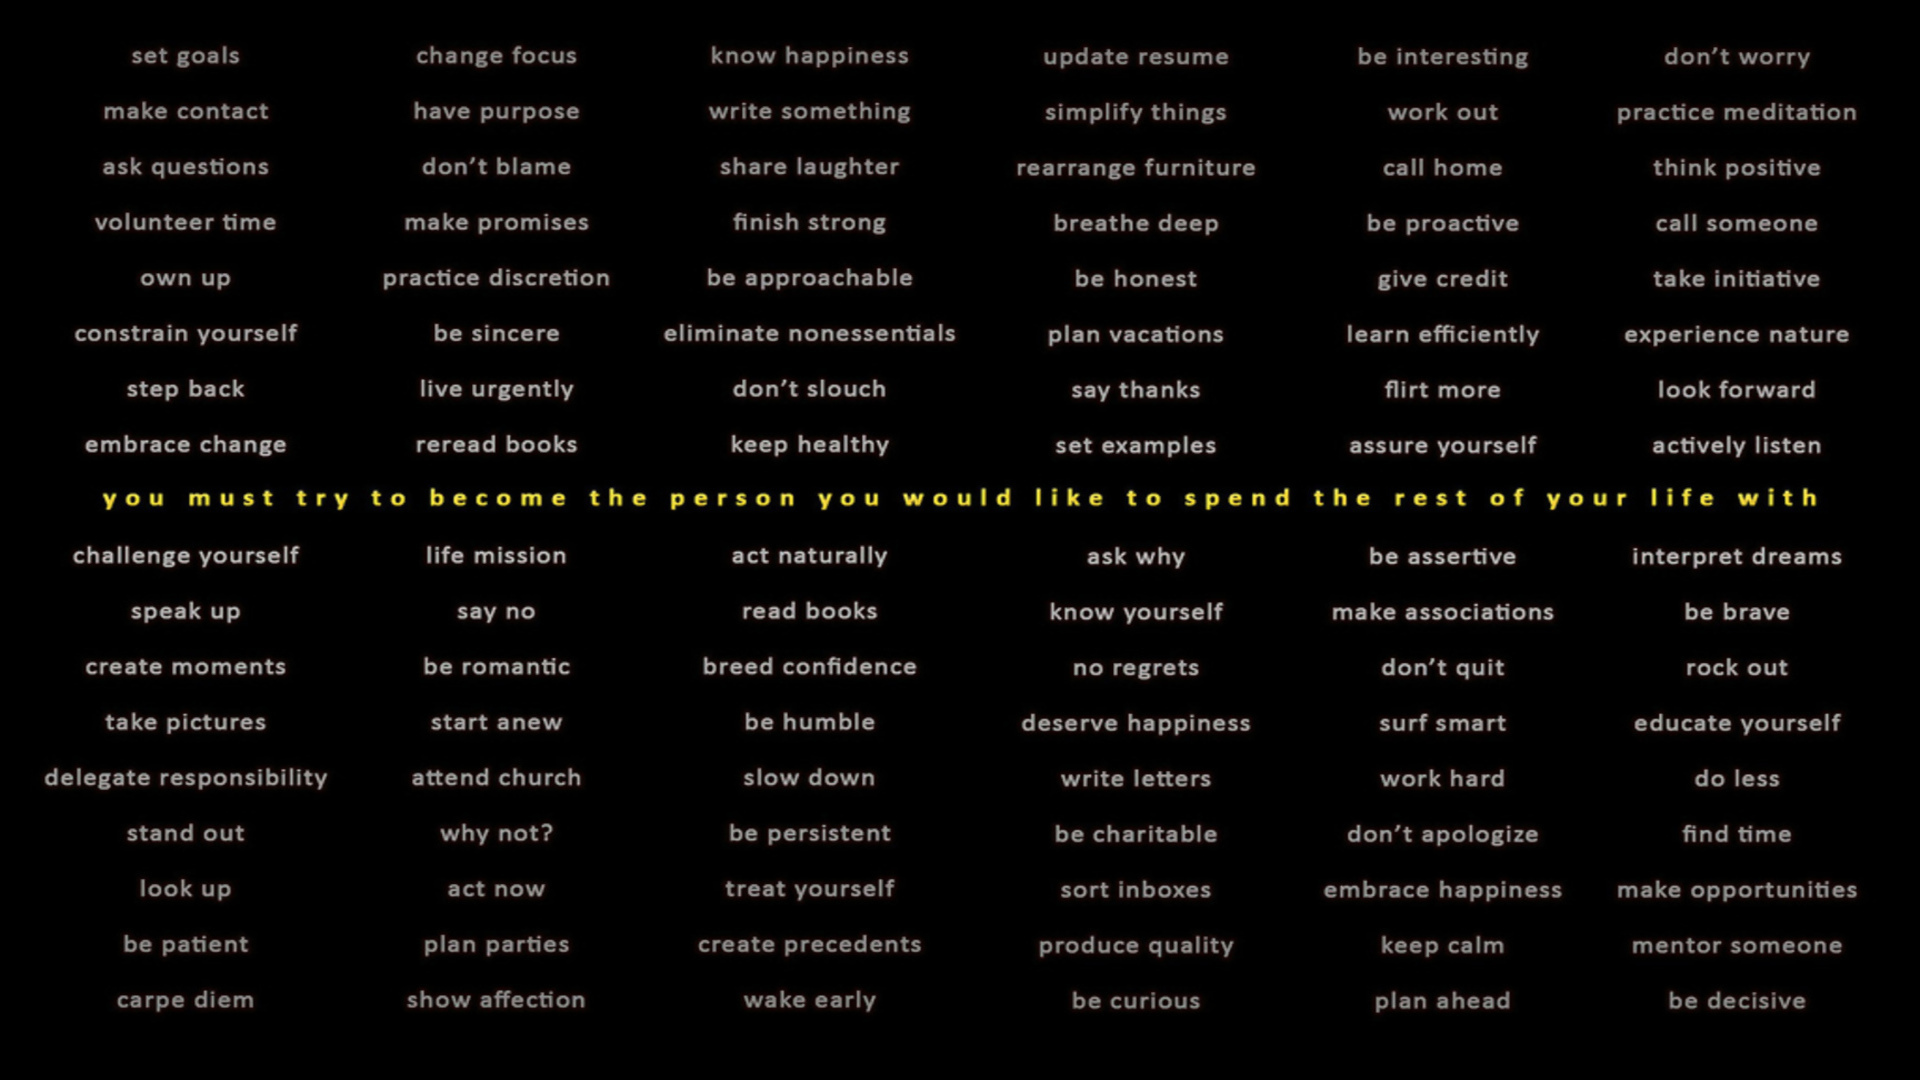 set goals change focus know happiness update resume be interesting don't worry
make contact have purpose write something simplify things work out practice meditation
ask questions don't blame share laughter rearrange furniture call home think positive
volunteer time make promises finish strong breathe deep be proactive call someone
own up practice discretion be approachable be honest give credit take initiative
constrain yourself be sincere eliminate nonessentials plan vacations learn efficiently experience nature
step back live urgently don't slouch say thanks flirt more look forward
embrace change reread books keep healthy set examples assure yourself actively listen
you must try to become the person you would like to spend the rest of your life with
challenge yourself life mission act naturally ask why be assertive interpret dreams
speak up say no read books know yourself make associations be brave
create moments be romantic breed confidence no regrets don't quit rock out
take pictures start anew be humble deserve happiness surf smart educate yourself
delegate responsibility attend church slow down write letters work hard do less
stand out why not? be persistent be charitable don't apologize find time
look up act now treat yourself sort inboxes embrace happiness make opportunities
be patient plan parties create precedents produce quality keep calm mentor someone
carpe diem show affection wake early be curious plan ahead be decisive